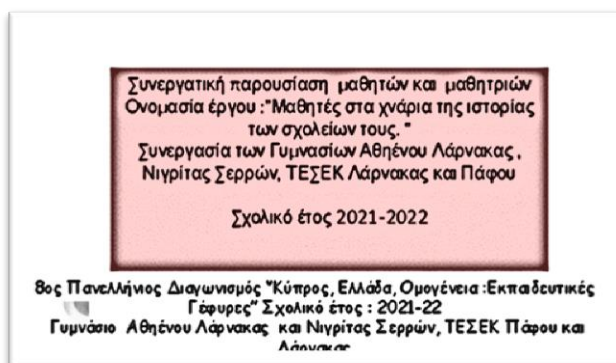 Συνεργατική παρουσίαση μαθητών και μαθητριών
Ονομασία έργου :"Μαθητές στα χνάρια της ιστορίας
των σχολείων τους. "
Συνεργασία των Γυμνασίων Αθηένου Λάρνακας ,
Νιγρίτας Σερρών, ΤΕΣΕΚ Λάρνακας και Πάφου
Σχολικό έτος 2021-2022
8ος Πανελλήνιος Διαγωνισμός "Κύπρος, Ελλάδα, Ομογένεια :Εκπαιδευτικές
Γέφυρες" Σχολικό έτος : 2021-22
Γυμνάσιο Αθηένου Λάρνακας και Νιγρίτας Σερρών, ΤΕΣΕΚ Πάφου και
Λάρνακας